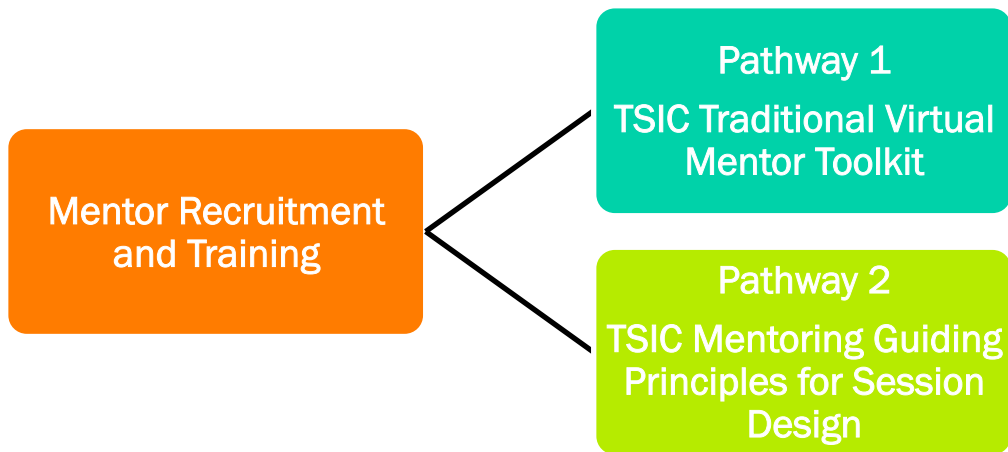 Mentor Recruitment
and Training
Pathway 1
TSIC Traditional Virtual
Mentor Toolkit
Pathway 2
TSIC Mentoring Guiding
Principles for Session
Design